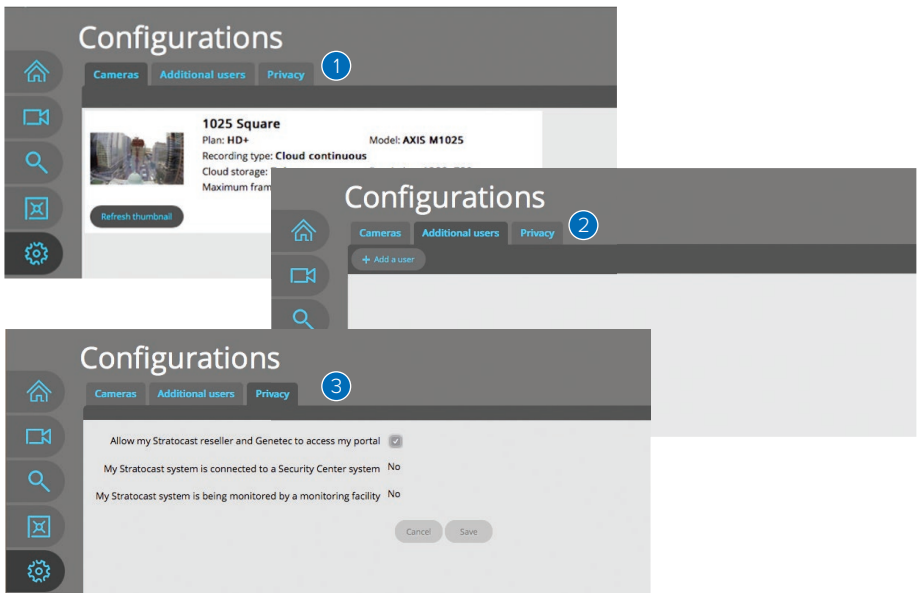 Configurations
Cameras Additional users Privacy 1
1025 Square
Plan: HD+ Model: AXIS M1025
Recording type: Cloud continuous
Cloud storage:
Maximum fram
Refresh thumbnail
Configurations
Cameras Additional users Privacy 2
+ Add a user
Configurations
Cameras Additional users Privacy 3
Allow my Stratocast reseller and Genetec to access my portal
My Stratocast system is connected to a Security Center system No
My Stratocast system is being monitored by a monitoring facility No
Cancel Save